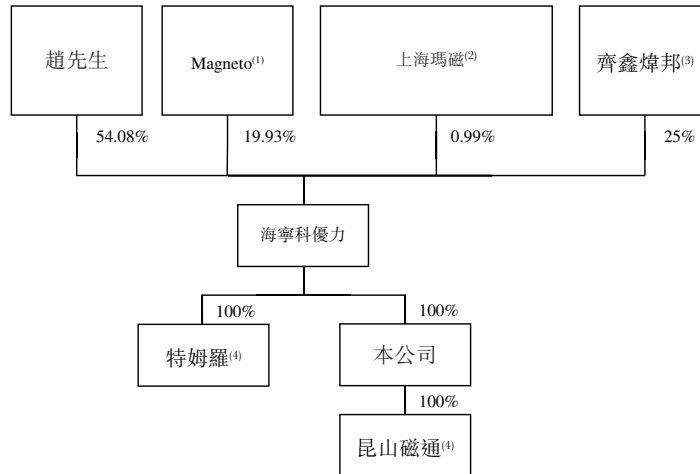 趙先生
Magneto(1)
上海瑪磁(2)
齊鑫煒邦(3)
54.08%
19.93%
0.99%
25%
海寧科優力
100%
100%
特姆羅(4)
本公司
100%
昆山磁通(4)